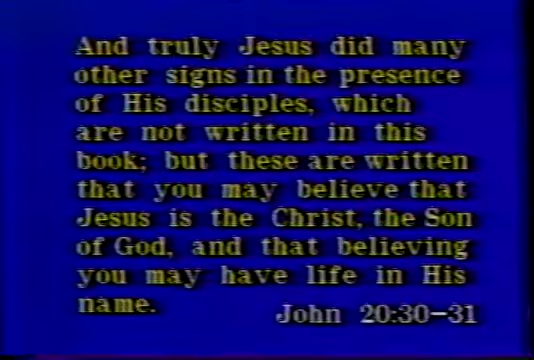 And truly Jesus did many
other signs in the presence
of His disciples, which
are not written in this
book; but these are written
that you may believe that
Jesus is the Christ, the Son
of God, and that believing
you may have life in His
name.
John 20:30-31